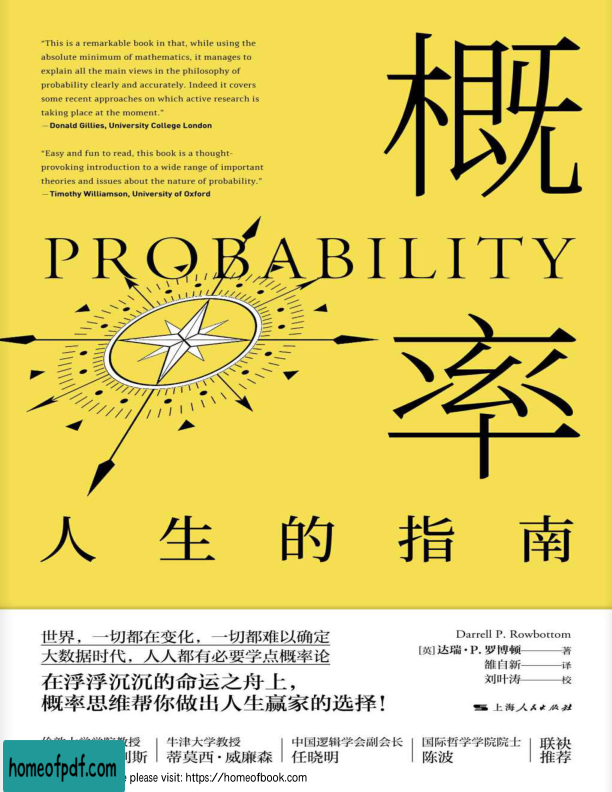 "This is a remarkable book in that, while using the
absolute minimum of mathematics, it manages to
explain all the main views in the philosophy of
probability clearly and accurately. Indeed it covers
some recent approaches on which active research is
taking place at the moment."
—Donald Gillies, University College London
"Easy and fun to read, this book is a thought-
provoking introduction to a wide range of important
theories and issues about the nature of probability."
—Timothy Williamson, University of Oxford
概
PROBABILITY
率
人生的指南
世界，一切都在变化，一切都难以确定
大数据时代，人人都有必要学点概率论
在浮浮沉沉的命运之舟上，
概率思维帮你做出人生赢家的选择！
Darrell P. Rowbottom
[英]达瑞·P. 罗博顿———著
雒自新———译
刘叶涛———校
上海人民出版社
教授
利斯
牛津大学教授
蒂莫西·威廉森
中国逻辑学会副会长
任晓明
国际哲学学院院士
陈波
联袂
推荐
homeofpdf.com
please visit: https://homeofbook.com